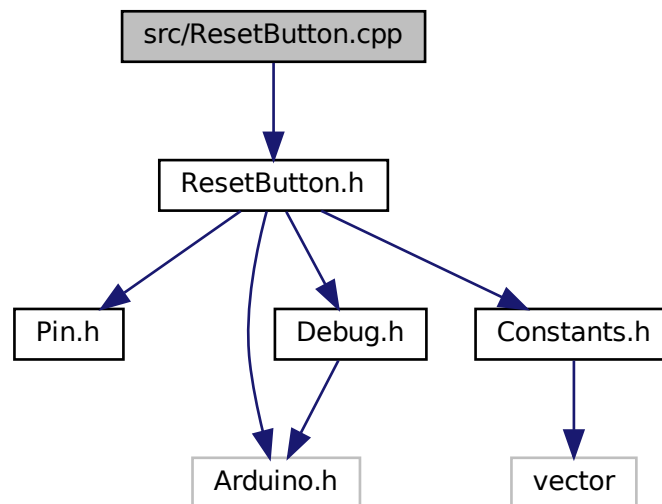 src/ResetButton.cpp
ResetButton.h
Pin.h
Debug.h
Constants.h
Arduino.h
vector